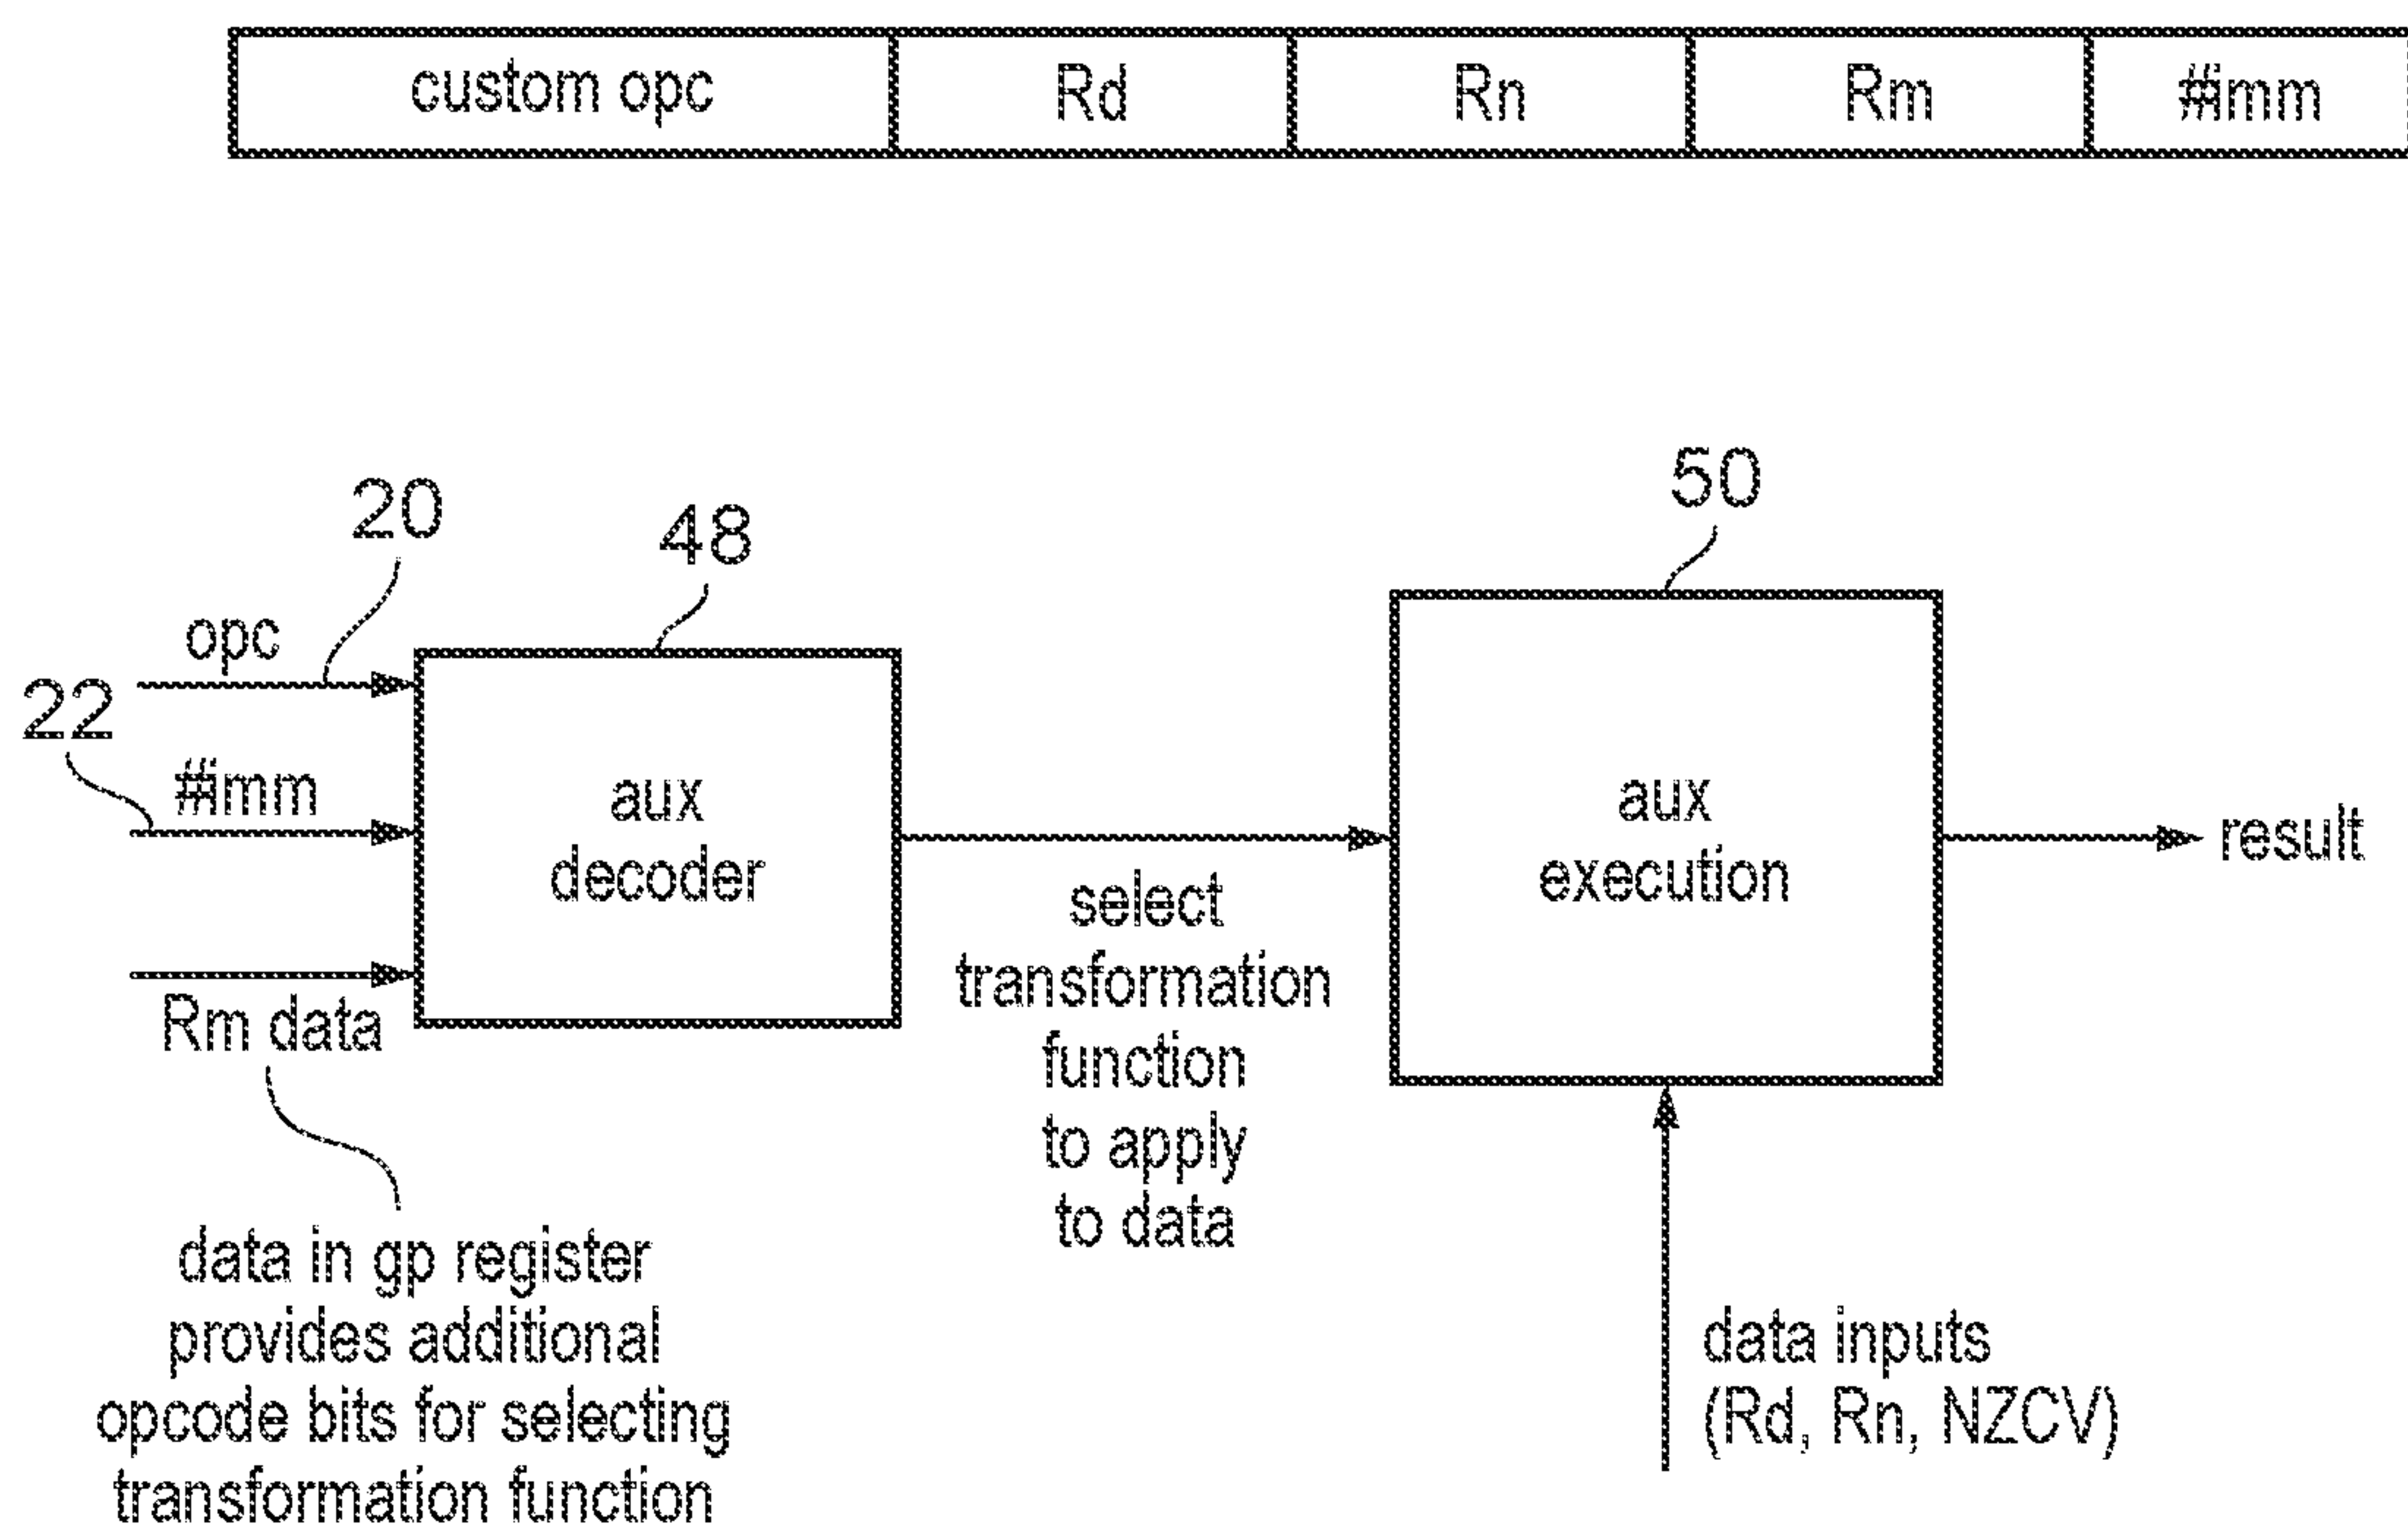 custom opc Rd Rn Rm #imm
20
48
50
opc
22
#imm
aux
decoder
Rm data
data in gp register
provides additional
opcode bits for selecting
transformation function
select
transformation
function
to apply
to data
aux
execution
result
data inputs
(Rd, Rn, NZCV)